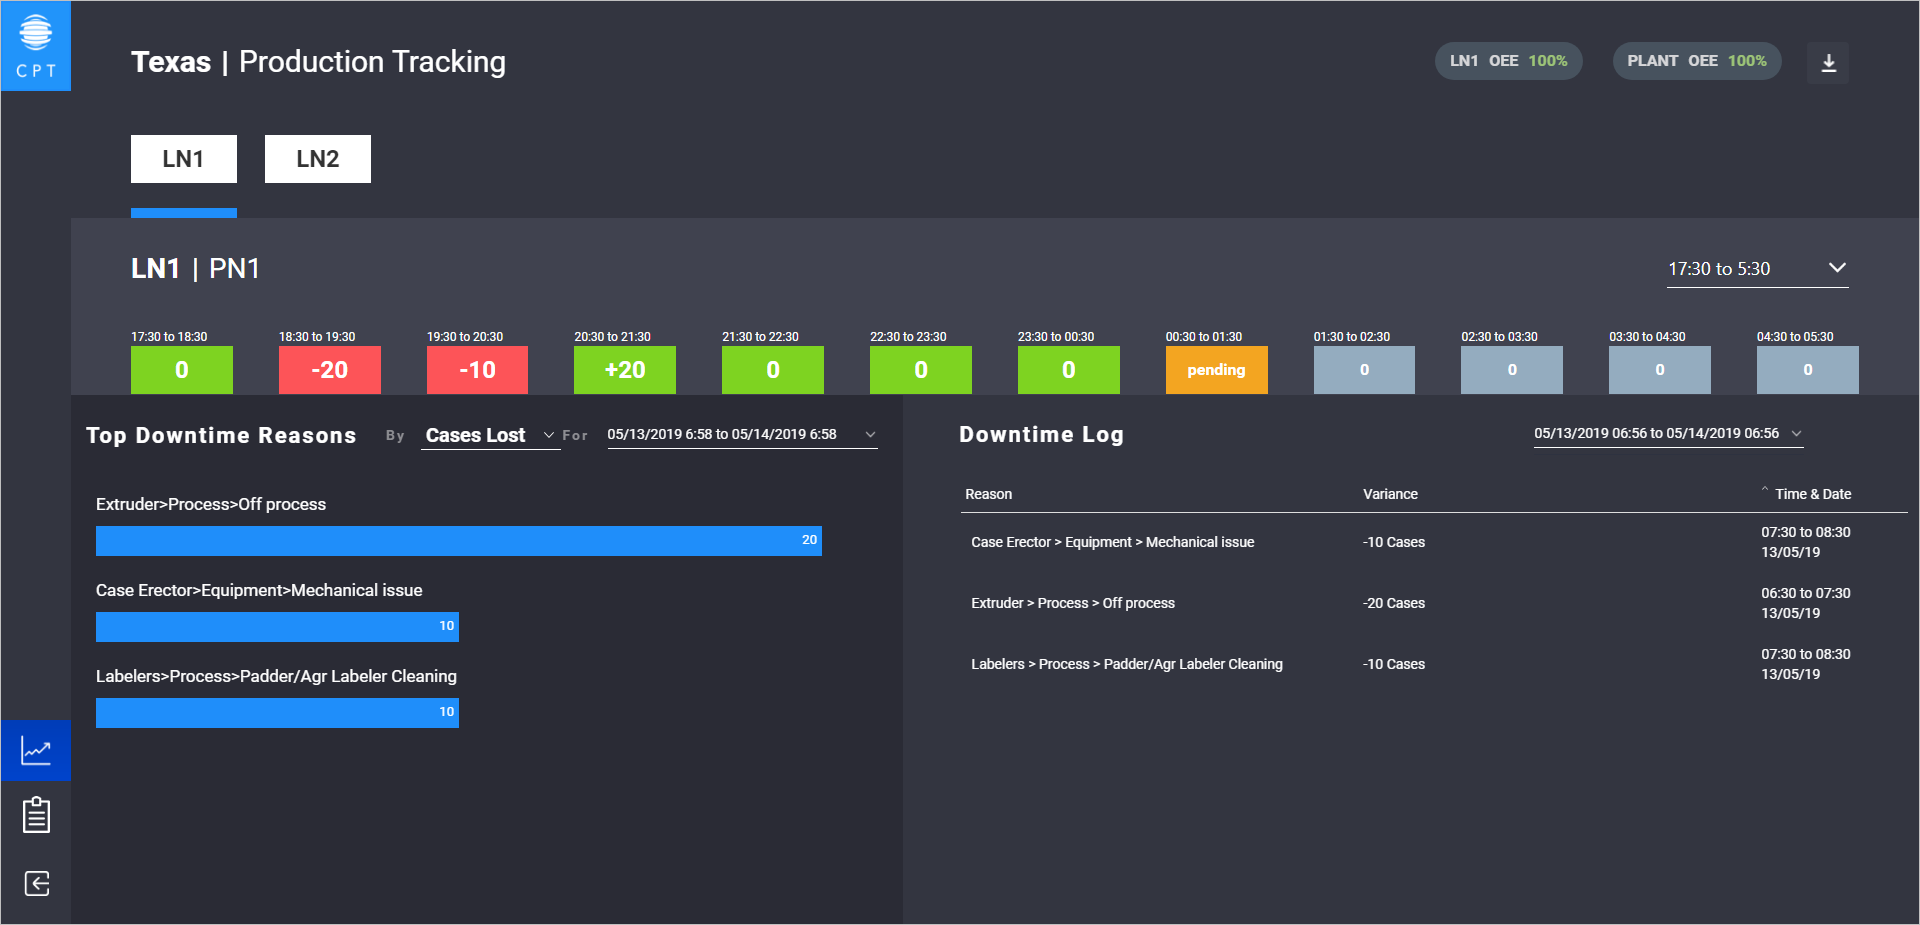 CPT
Texas | Production Tracking
LN1 OEE 100%
PLANT OEE 100%
LN1
LN2
LN1 | PN1
17:30 to 5:30
17:30 to 18:30
18:30 to 19:30
19:30 to 20:30
20:30 to 21:30
21:30 to 22:30
22:30 to 23:30
23:30 to 00:30
00:30 to 01:30
01:30 to 02:30
02:30 to 03:30
03:30 to 04:30
04:30 to 05:30
0
-20
-10
+20
0
0
0
pending
0
0
0
0
Top Downtime Reasons
By
Cases Lost
For
05/13/2019 6:58 to 05/14/2019 6:58
Extruder>Process>Off process
20
Case Erector>Equipment>Mechanical issue
10
Labelers>Process>Padder/Agr Labeler Cleaning
10
Downtime Log
05/13/2019 06:56 to 05/14/2019 06:56
Reason
Variance
Time & Date
Case Erector > Equipment > Mechanical issue
-10 Cases
07:30 to 08:30
13/05/19
Extruder > Process > Off process
-20 Cases
06:30 to 07:30
13/05/19
Labelers > Process > Padder/Agr Labeler Cleaning
-10 Cases
07:30 to 08:30
13/05/19